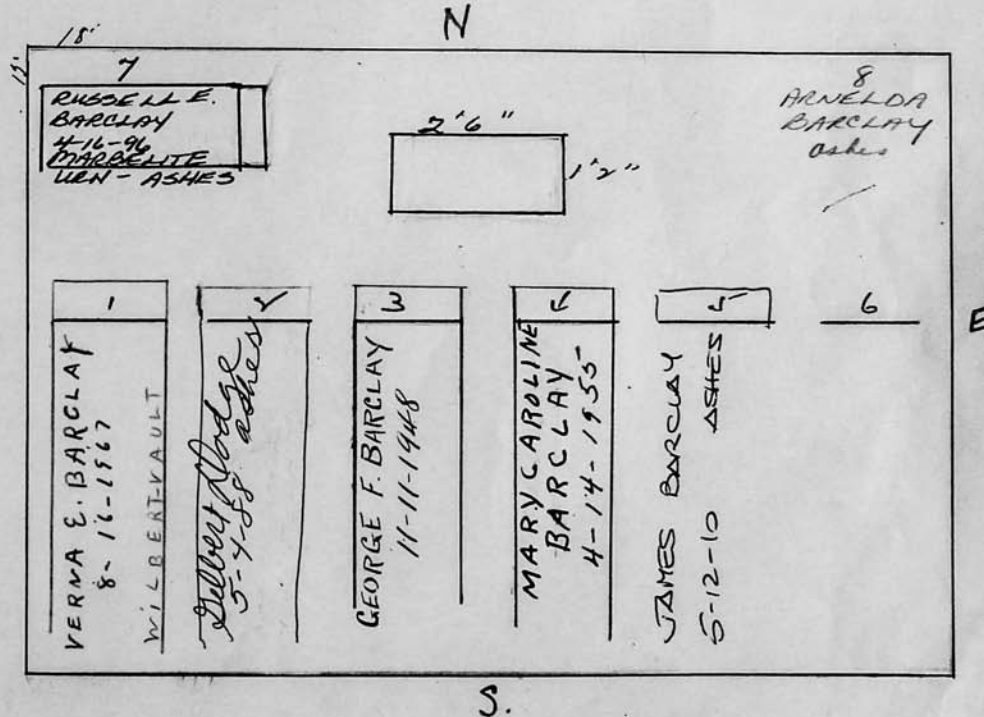 N
18'
7
RUSSELL E.
BARCLAY
4-16-96
MARBELITE
URN - ASHES
2'6"
1'2"
8
ARNELDA
BARCLAY
ashes
1
VERNA E. BARCLAY
8-16-1967
WILBERT-VAULT
2
Gilbert Dodge
5-4-88 ashes
3
GEORGE F. BARCLAY
11-11-1948
4
MARY CAROLINE
BARCLAY
4-14-1955
5
JAMES BARCLAY
5-12-10 ASHES
6
E
S.